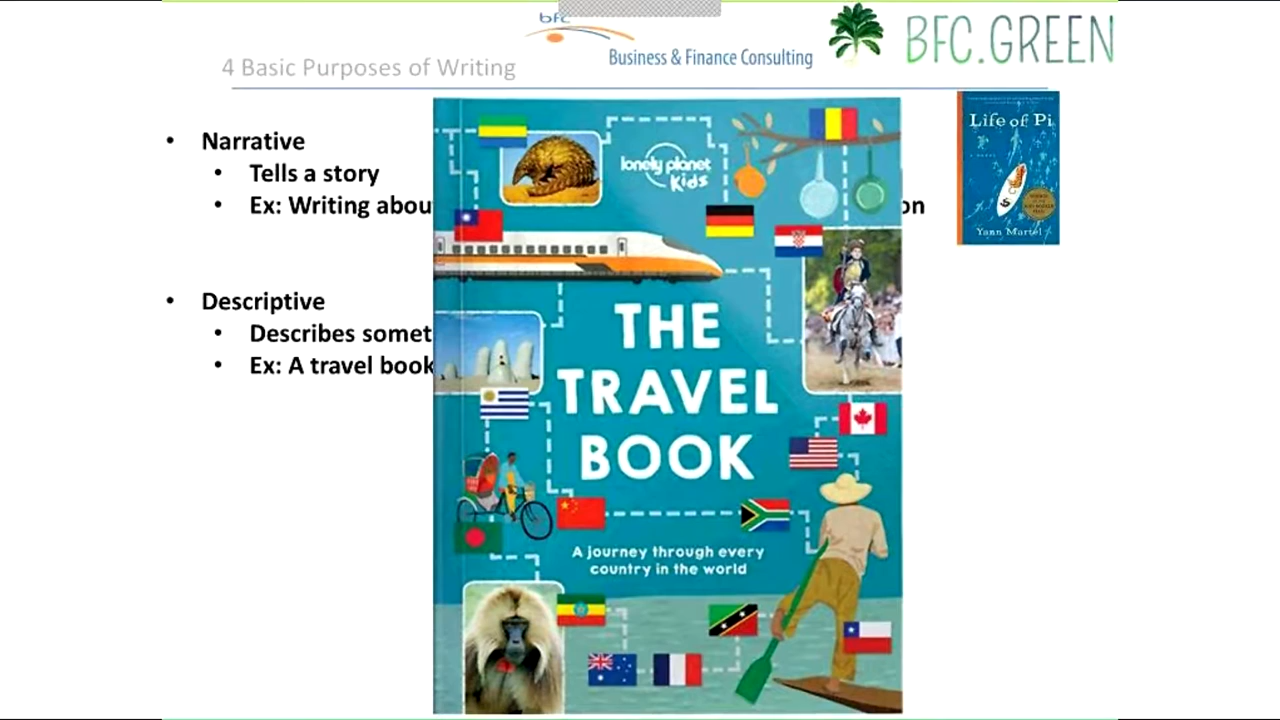 bfc
Business & Finance Consulting
BFC.GREEN
4 Basic Purposes of Writing
• Narrative
• Tells a story
• Ex: Writing abou
on
• Descriptive
• Describes somet
• Ex: A travel book
lonely planet
Kids
THE
TRAVEL
BOOK
A journey through every
country in the world
Life of Pi
A NOVEL
Yann Martel